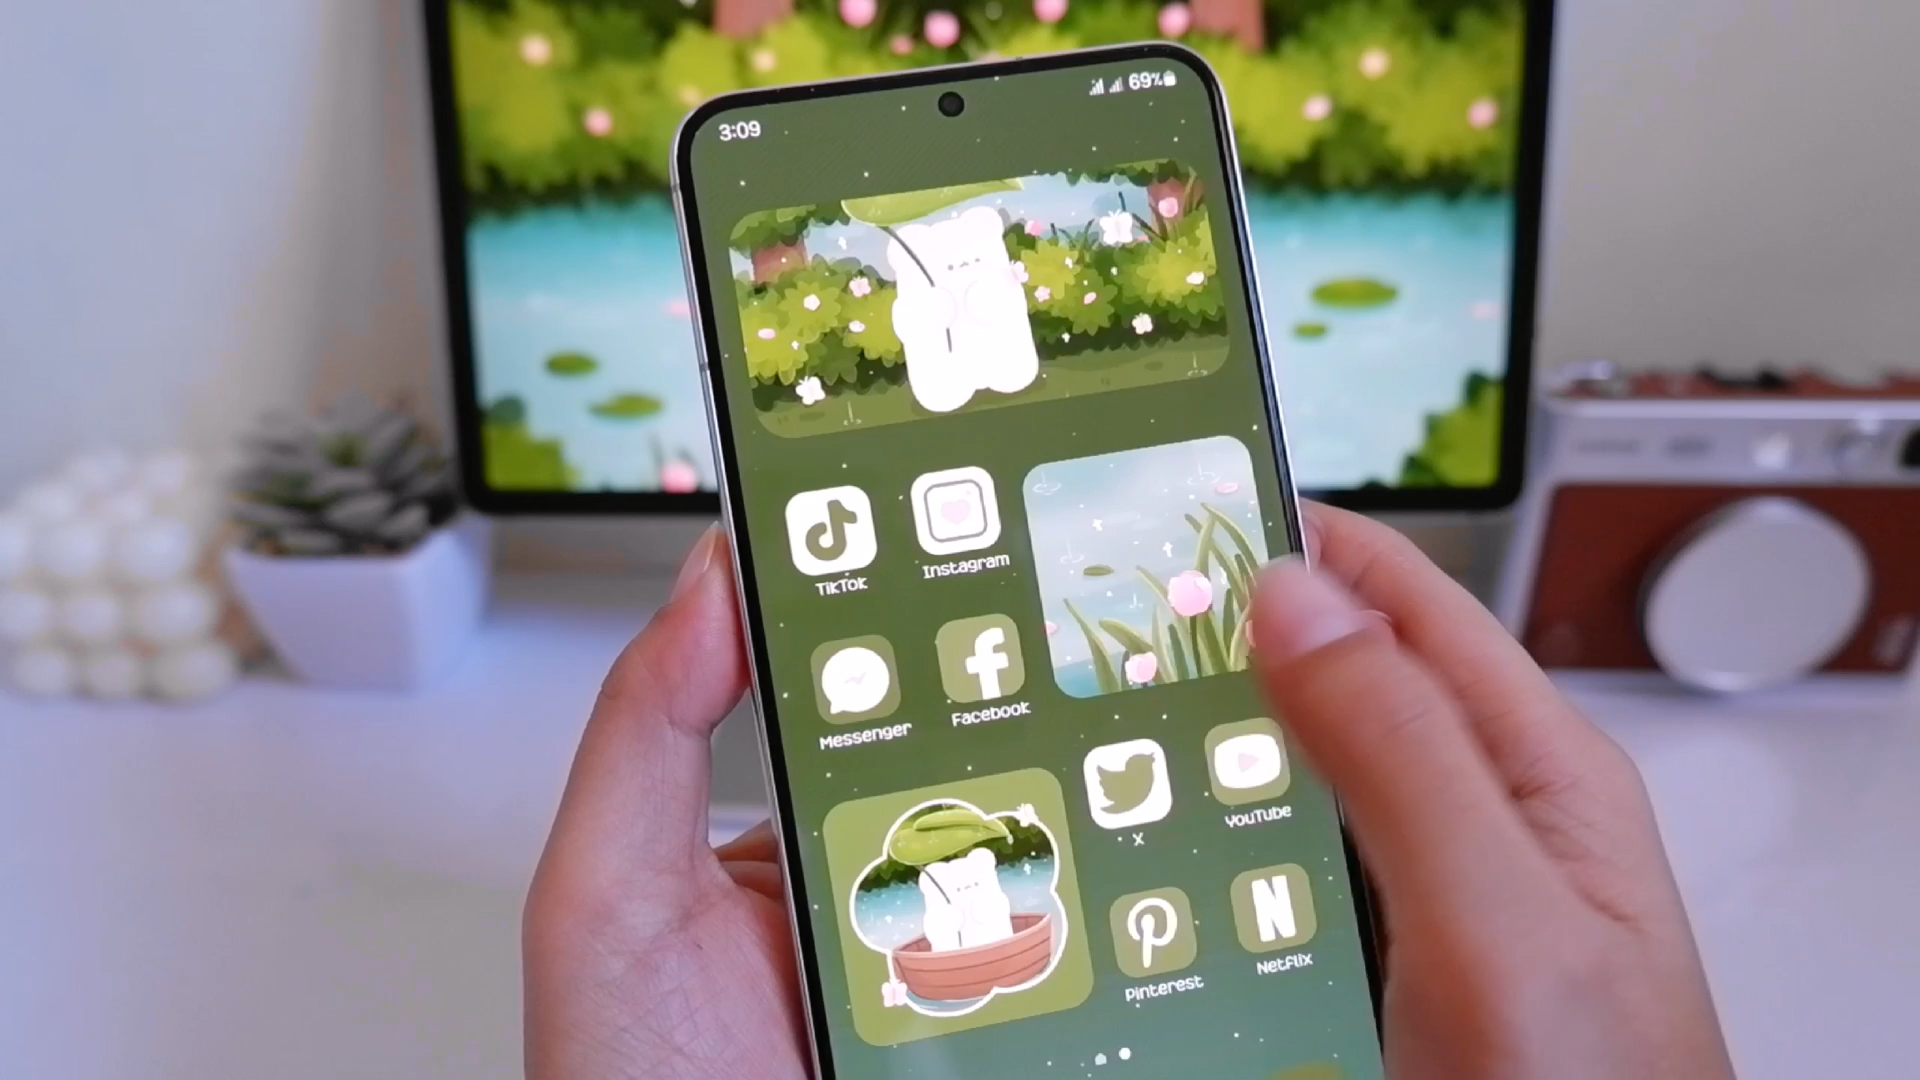 3:09
69%
TikTok
Instagram
Messenger
Facebook
X
YouTube
Pinterest
Netflix